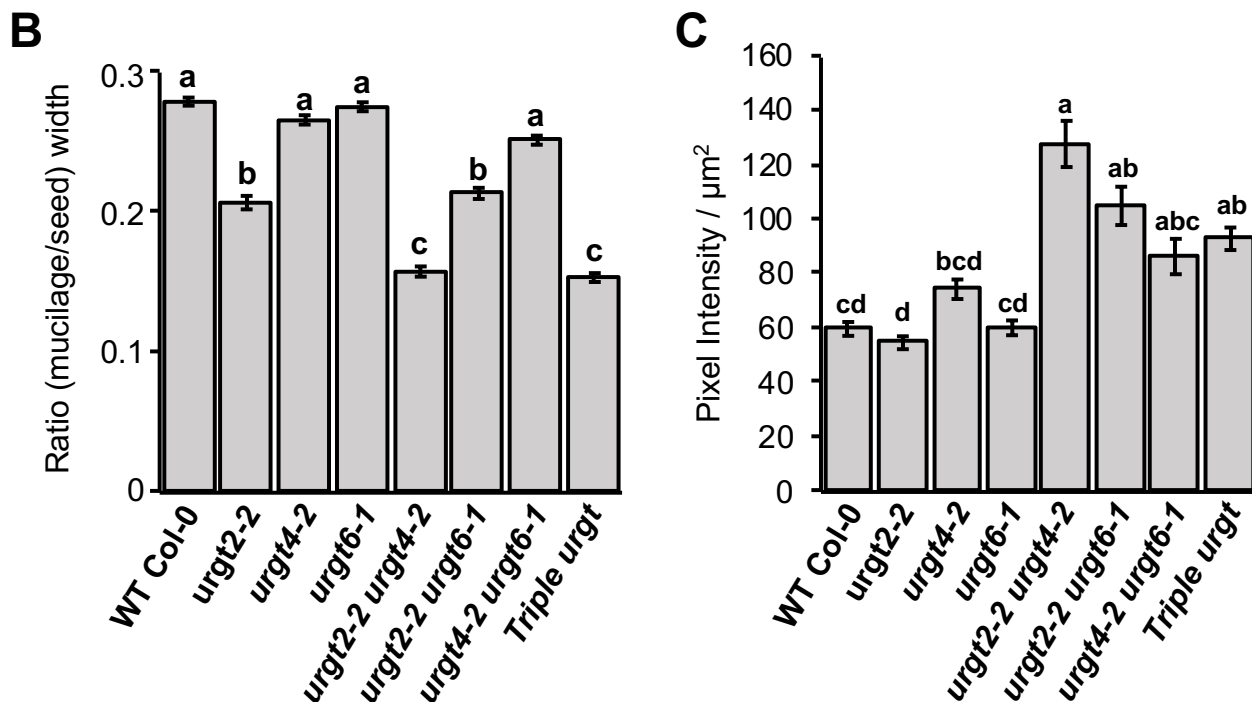 B
Ratio (mucilage/seed) width
0.3
0.2
0.1
0
a
b
a
a
c
b
a
c
WT Col-0
urgt2-2
urgt4-2
urgt6-1
urgt2-2 urgt4-2
urgt2-2 urgt6-1
urgt4-2 urgt6-1
Triple urgt
C
Pixel Intensity / µm²
160
140
120
100
80
60
40
20
0
cd
d
bcd
cd
a
ab
abc
ab
WT Col-0
urgt2-2
urgt4-2
urgt6-1
urgt2-2 urgt4-2
urgt2-2 urgt6-1
urgt4-2 urgt6-1
Triple urgt